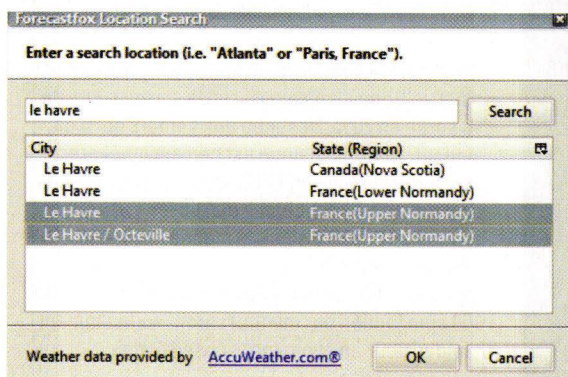 Forecastfox Location Search
Enter a search location (i.e. "Atlanta" or "Paris, France").
le havre Search
City State (Region)
Le Havre Canada(Nova Scotia)
Le Havre France(Lower Normandy)
Le Havre France(Upper Normandy)
Le Havre / Octeville France(Upper Normandy)
Weather data provided by AccuWeather.com® OK Cancel